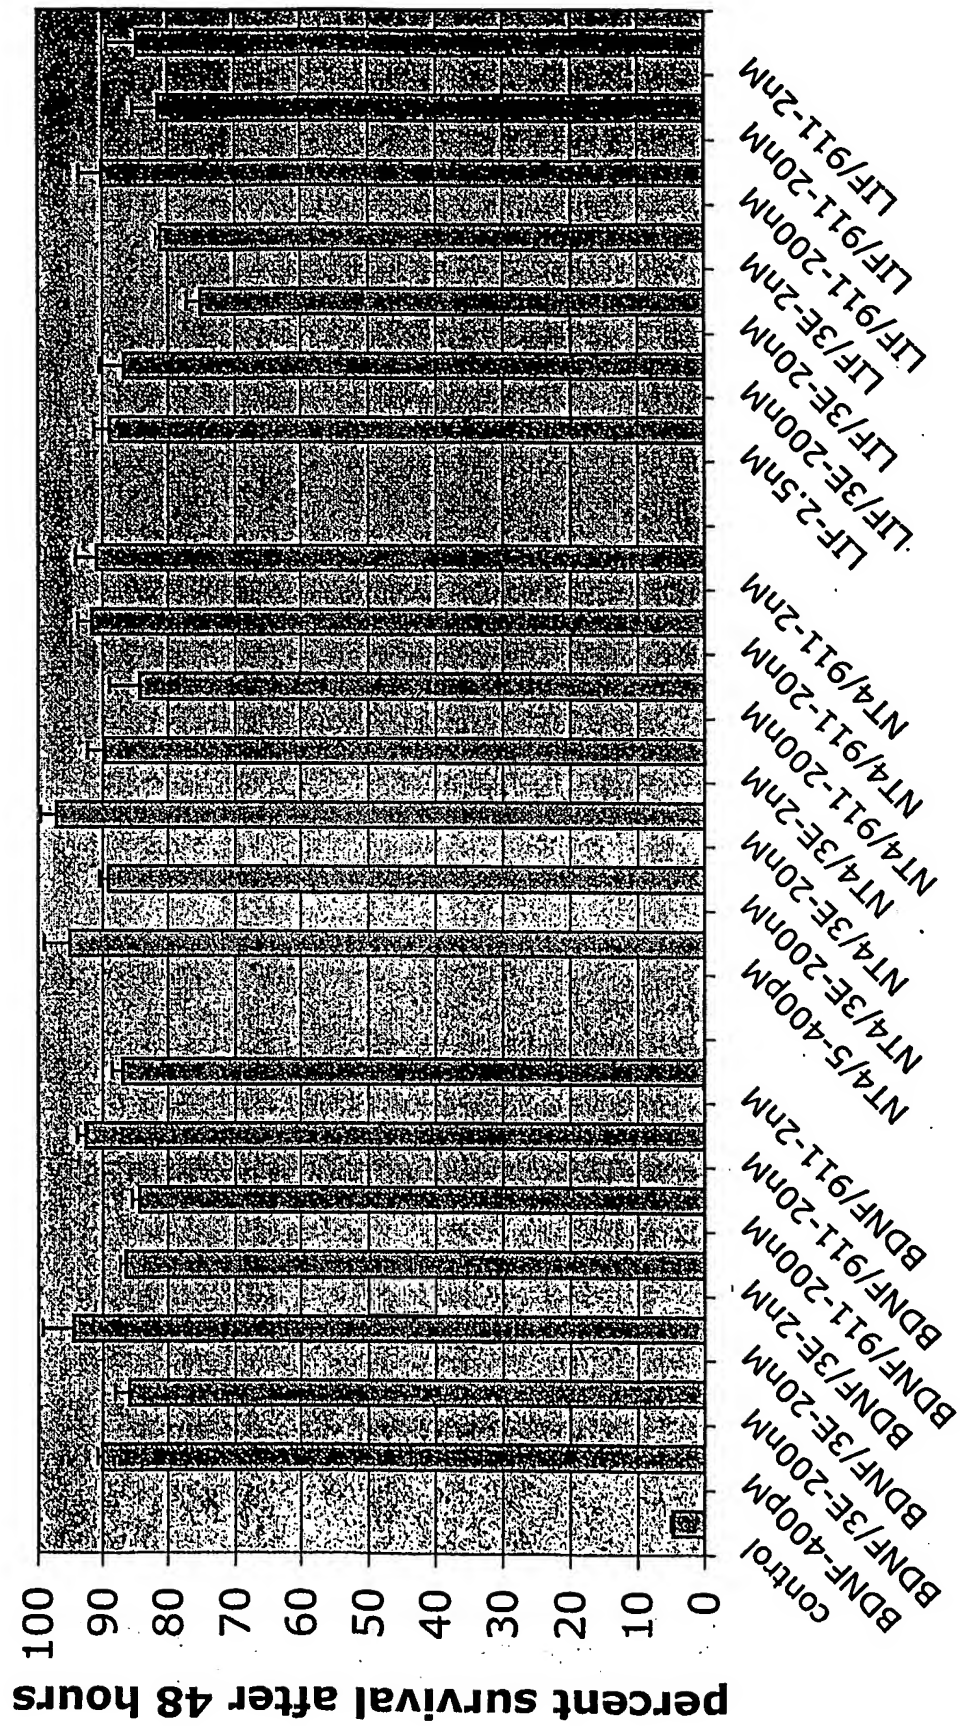 percent survival after 48 hours
100
90
80
70
60
50
40
30
20
10
0
control
BDNF-400pM
BDNF/3E-200nM
BDNF/3E-20nM
BDNF/3E-2nM
BDNF/911-200nM
BDNF/911-20nM
BDNF/911-2nM
NT4/5-400pM
NT4/3E-200nM
NT4/3E-20nM
NT4/3E-2nM
NT4/911-200nM
NT4/911-20nM
NT4/911-2nM
LIF-2.5nM
LIF/3E-200nM
LIF/3E-20nM
LIF/3E-2nM
LIF/911-200nM
LIF/911-20nM
LIF/911-2nM